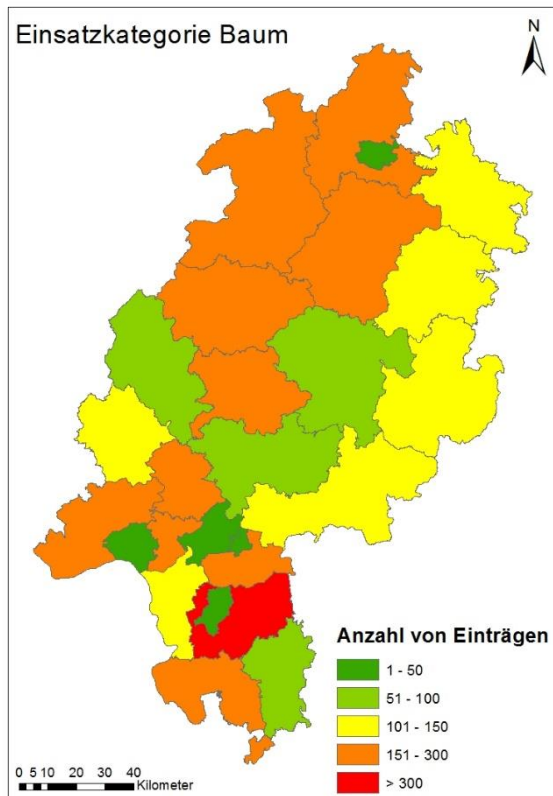 Einsatzkategorie Baum
N
Anzahl von Einträgen
1 - 50
51 - 100
101 - 150
151 - 300
> 300
0 5 10 20 30 40
Kilometer